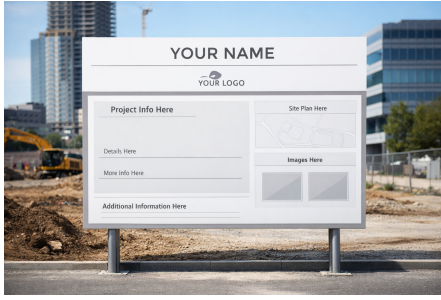 YOUR NAME
YOUR LOGO
Project Info Here
Details Here
More Info Here
Additional Information Here
Site Plan Here
Images Here